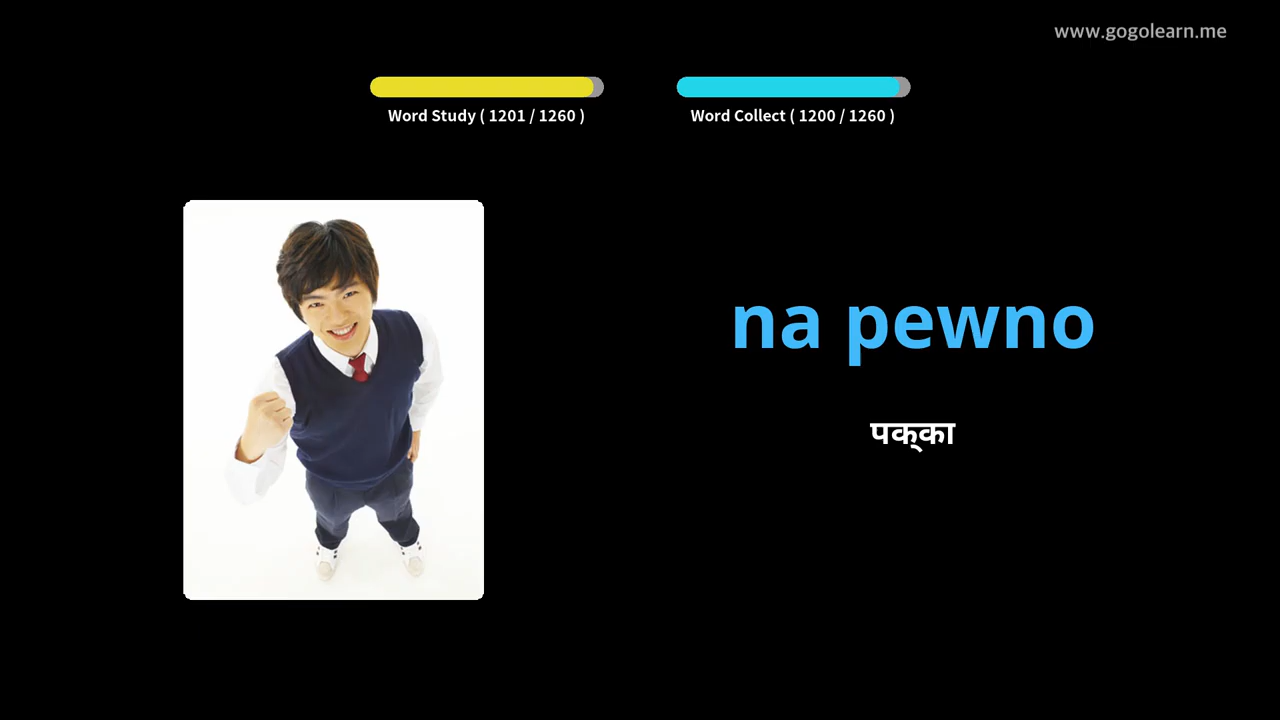 www.gogolearn.me
Word Study ( 1201 / 1260 )
Word Collect ( 1200 / 1260 )
na pewno
पक्का